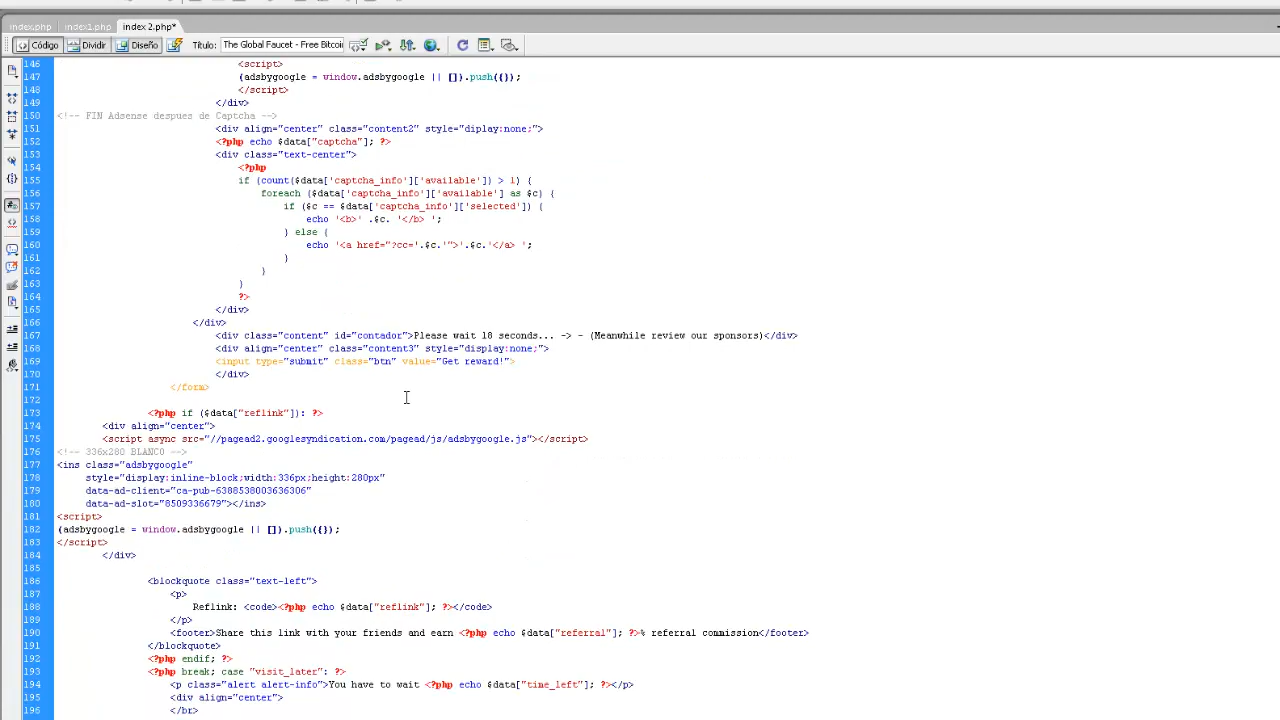 index.php index1.php index 2.php*
Código Dividir Diseño Título: The Global Faucet - Free Bitcoi
146 <script>
147 (adsbygoogle = window.adsbygoogle || []).push({});
148 </script>
149 </div>
150 <!-- FIN Adsense despues de Captcha -->
151 <div align="center" class="content2" style="diplay:none;">
152 <?php echo $data["captcha"]; ?>
153 <div class="text-center">
154 <?php
155 if (count($data['captcha_info']['available']) > 1) {
156 foreach ($data['captcha_info']['available'] as $c) {
157 if ($c == $data['captcha_info']['selected']) {
158 echo '<b>' .$c. '</b> ';
159 } else {
160 echo '<a href="?cc='.$c.'">'.$c.'</a> ';
161 }
162 }
163 }
164 ?>
165 </div>
166 </div>
167 <div class="content" id="contador">Please wait 18 seconds... -> - (Meanwhile review our sponsors)</div>
168 <div align="center" class="content3" style="display:none;">
169 <input type="submit" class="btn" value="Get reward!">
170 </div>
171 </form>
172
173 <?php if ($data["reflink"]): ?>
174 <div align="center">
175 <script async src="//pagead2.googlesyndication.com/pagead/js/adsbygoogle.js"></script>
176 <!-- 336x280 BLANCO -->
177 <ins class="adsbygoogle"
178 style="display:inline-block;width:336px;height:280px"
179 data-ad-client="ca-pub-6388538003636306"
180 data-ad-slot="8509336679"></ins>
181 <script>
182 (adsbygoogle = window.adsbygoogle || []).push({});
183 </script>
184 </div>
185
186 <blockquote class="text-left">
187 <p>
188 Reflink: <code><?php echo $data["reflink"]; ?></code>
189 </p>
190 <footer>Share this link with your friends and earn <?php echo $data["referral"]; ?>% referral commission</footer>
191 </blockquote>
192 <?php endif; ?>
193 <?php break; case "visit_later": ?>
194 <p class="alert alert-info">You have to wait <?php echo $data["time_left"]; ?></p>
195 <div align="center">
196 </br>